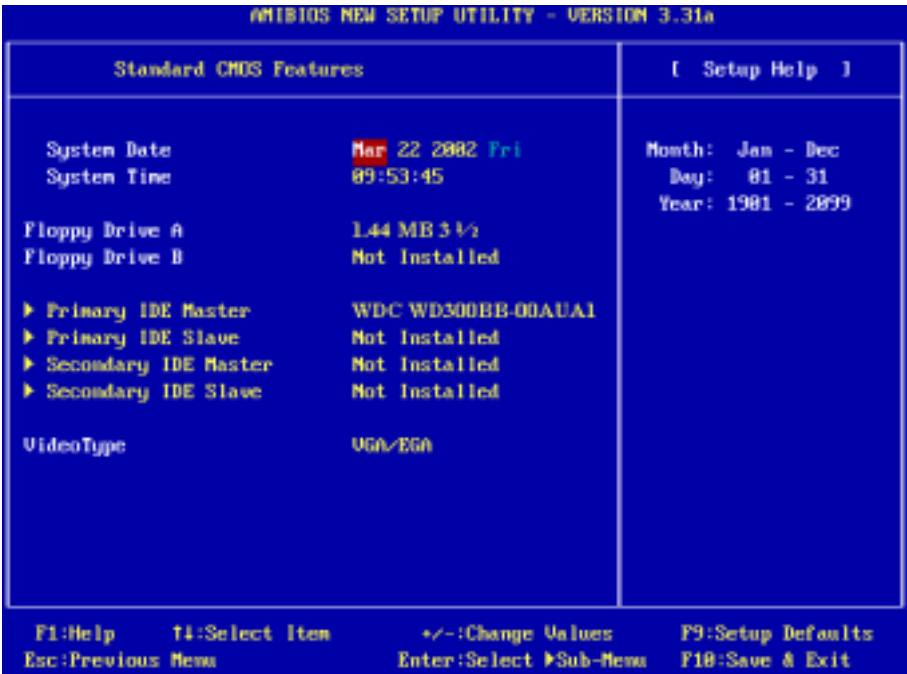 AMIBIOS NEW SETUP UTILITY - VERSION 3.31a
Standard CMOS Features
[ Setup Help ]
System Date Mar 22 2002 Fri
System Time 09:53:45
Floppy Drive A 1.44 MB 3 1/2
Floppy Drive B Not Installed
▶ Primary IDE Master WDC WD300BB-00AUA1
▶ Primary IDE Slave Not Installed
▶ Secondary IDE Master Not Installed
▶ Secondary IDE Slave Not Installed
VideoType VGA/EGA
Month: Jan - Dec
Day: 01 - 31
Year: 1901 - 2099
F1:Help ↑↓:Select Item +/-:Change Values F9:Setup Defaults
Esc:Previous Menu Enter:Select ▶Sub-Menu F10:Save & Exit